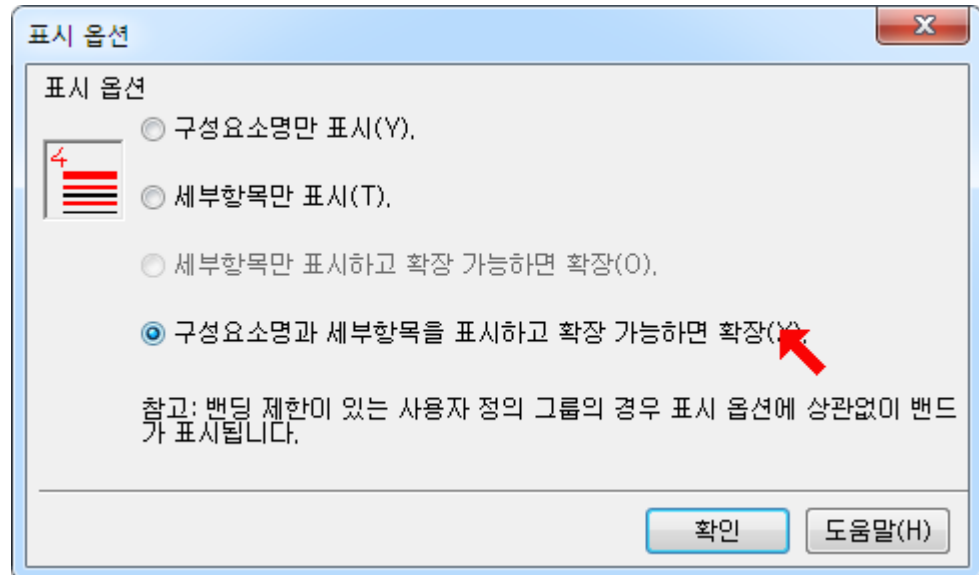 표시 옵션
표시 옵션
구성요소명만 표시(Y).
4
세부항목만 표시(T).
세부항목만 표시하고 확장 가능하면 확장(O).
구성요소명과 세부항목을 표시하고 확장 가능하면 확장(X).
참고: 밴딩 제한이 있는 사용자 정의 그룹의 경우 표시 옵션에 상관없이 밴드
가 표시됩니다.
확인
도움말(H)